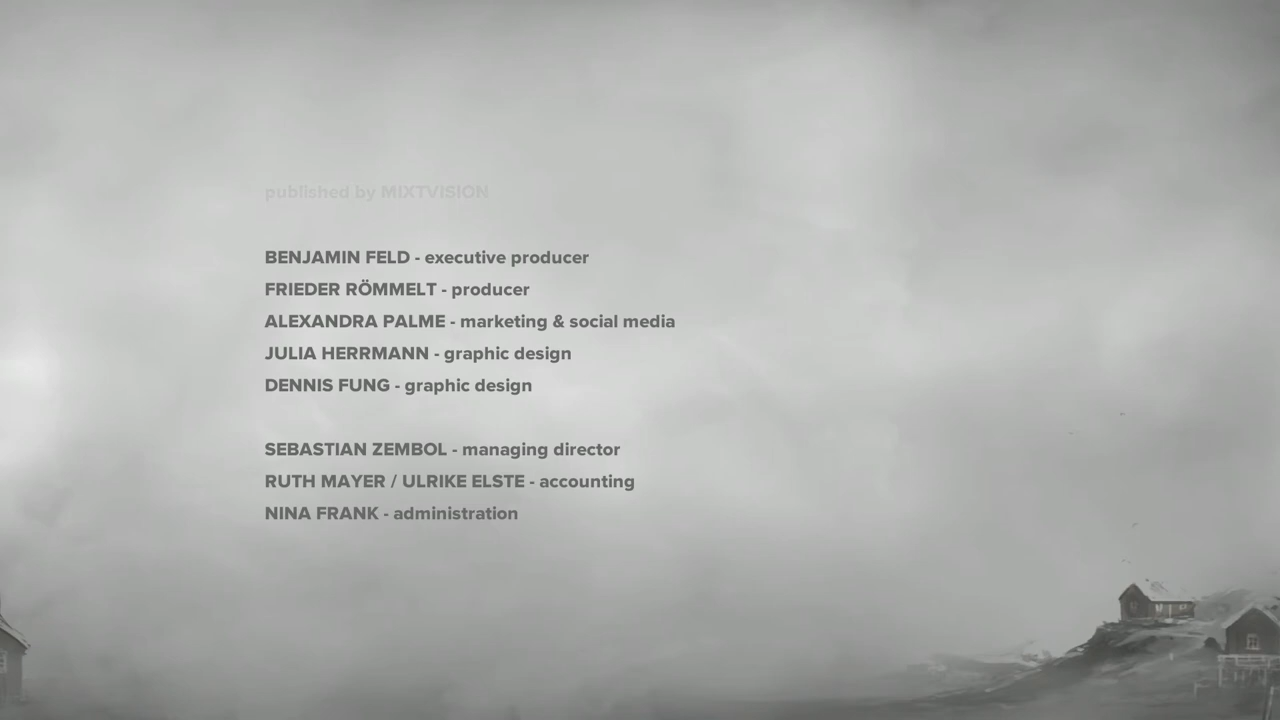 published by MIXTVISION
BENJAMIN FELD - executive producer
FRIEDER RÖMMELT - producer
ALEXANDRA PALME - marketing & social media
JULIA HERRMANN - graphic design
DENNIS FUNG - graphic design
SEBASTIAN ZEMBOL - managing director
RUTH MAYER / ULRIKE ELSTE - accounting
NINA FRANK - administration